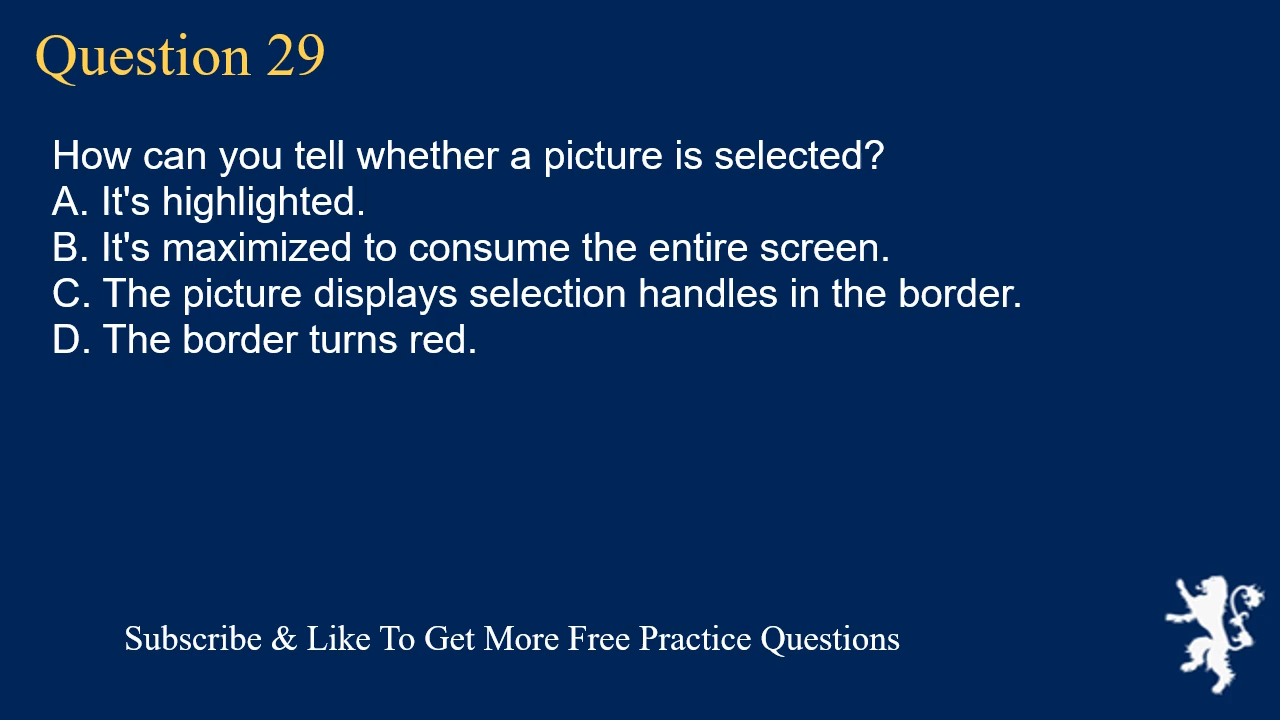 Question 29
How can you tell whether a picture is selected?
A. It's highlighted.
B. It's maximized to consume the entire screen.
C. The picture displays selection handles in the border.
D. The border turns red.
Subscribe & Like To Get More Free Practice Questions